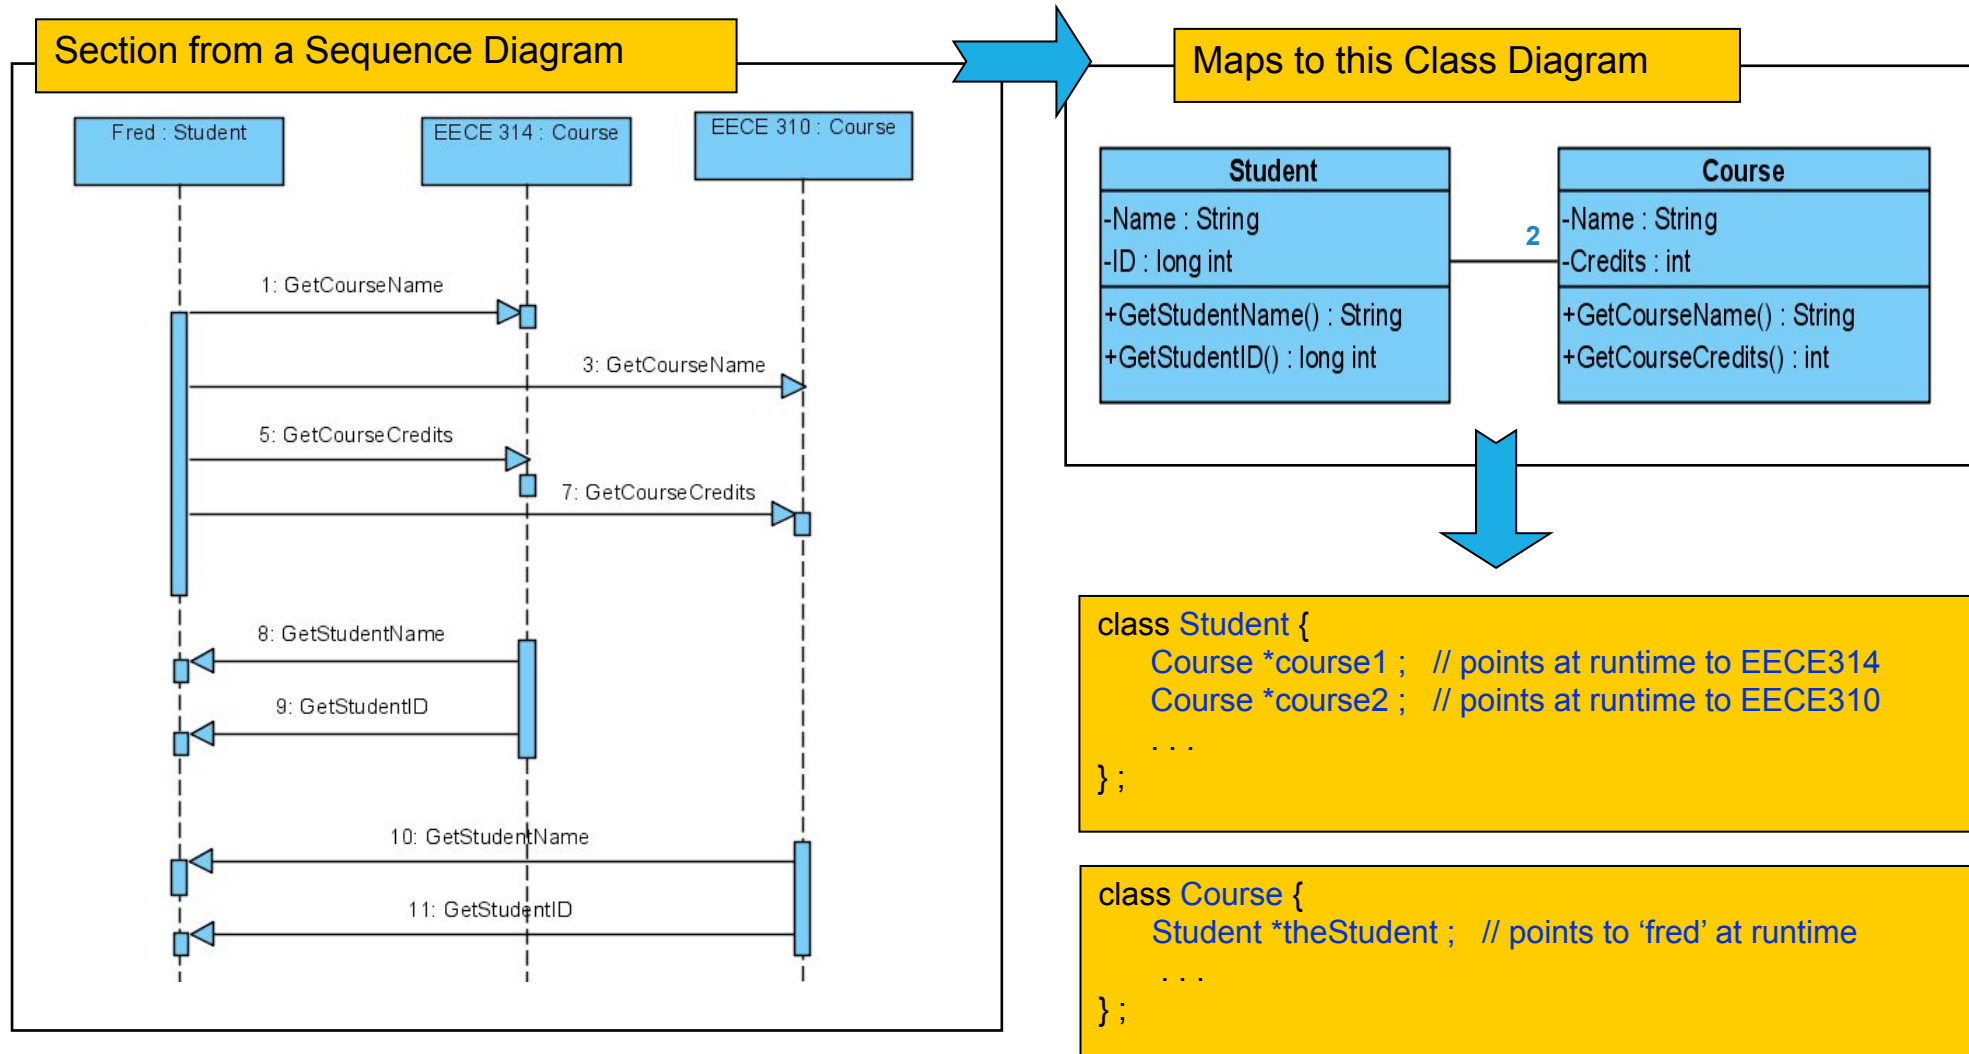 Section from a Sequence Diagram
Fred : Student
EECE 314 : Course
EECE 310 : Course
1: GetCourseName
3: GetCourseName
5: GetCourseCredits
7: GetCourseCredits
8: GetStudentName
9: GetStudentID
10: GetStudentName
11: GetStudentID
Maps to this Class Diagram
Student
-Name : String
-ID : long int
+GetStudentName() : String
+GetStudentID() : long int
2
Course
-Name : String
-Credits : int
+GetCourseName() : String
+GetCourseCredits() : int
class Student {
Course *course1 ; // points at runtime to EECE314
Course *course2 ; // points at runtime to EECE310
. . .
} ;
class Course {
Student *theStudent ; // points to ‘fred’ at runtime
. . .
} ;